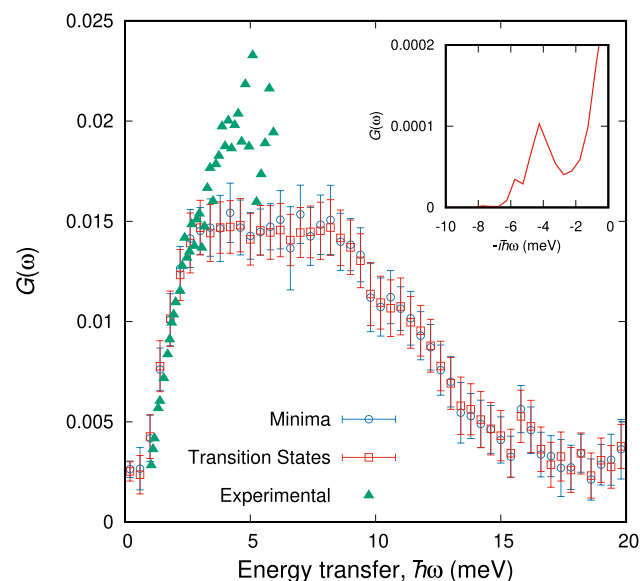 0.025
0.02
0.015
0.01
0.005
0
G(ω)
0 5 10 15 20
Energy transfer, ℏω (meV)
Minima
Transition States
Experimental
0.0002
0.0001
0
G(ω)
-10 -8 -6 -4 -2 0
-iℏω (meV)